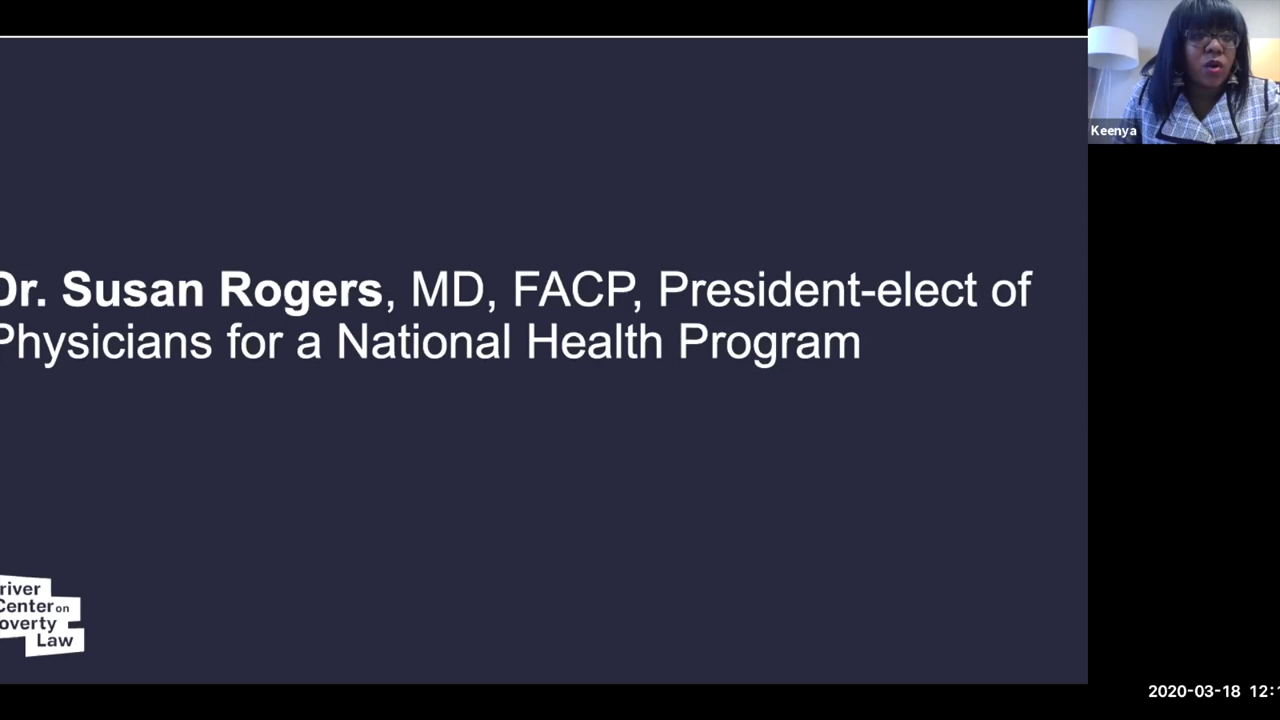 Dr. Susan Rogers, MD, FACP, President-elect of
Physicians for a National Health Program
Keenya
river
Center on
overty
Law
2020-03-18 12:1